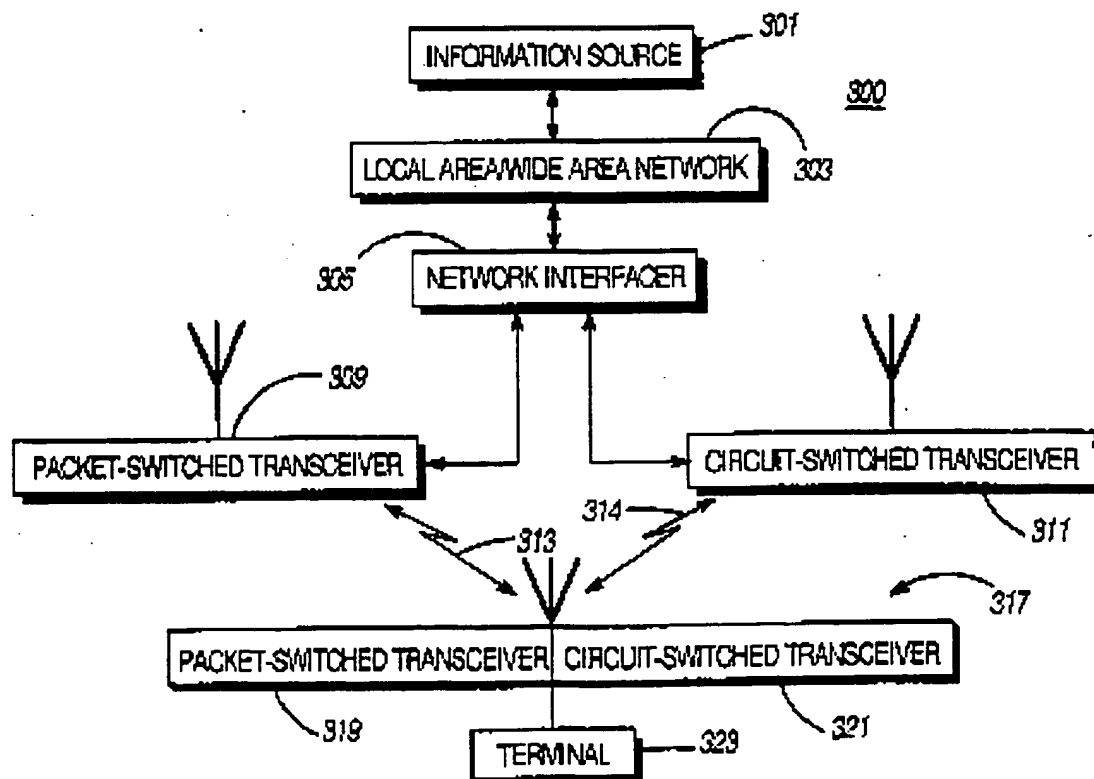 301
INFORMATION SOURCE
300
LOCAL AREA/WIDE AREA NETWORK
303
305
NETWORK INTERFACER
309
PACKET-SWITCHED TRANSCEIVER
CIRCUIT-SWITCHED TRANSCEIVER
314
313
311
317
PACKET-SWITCHED TRANSCEIVER CIRCUIT-SWITCHED TRANSCEIVER
319
321
TERMINAL
323